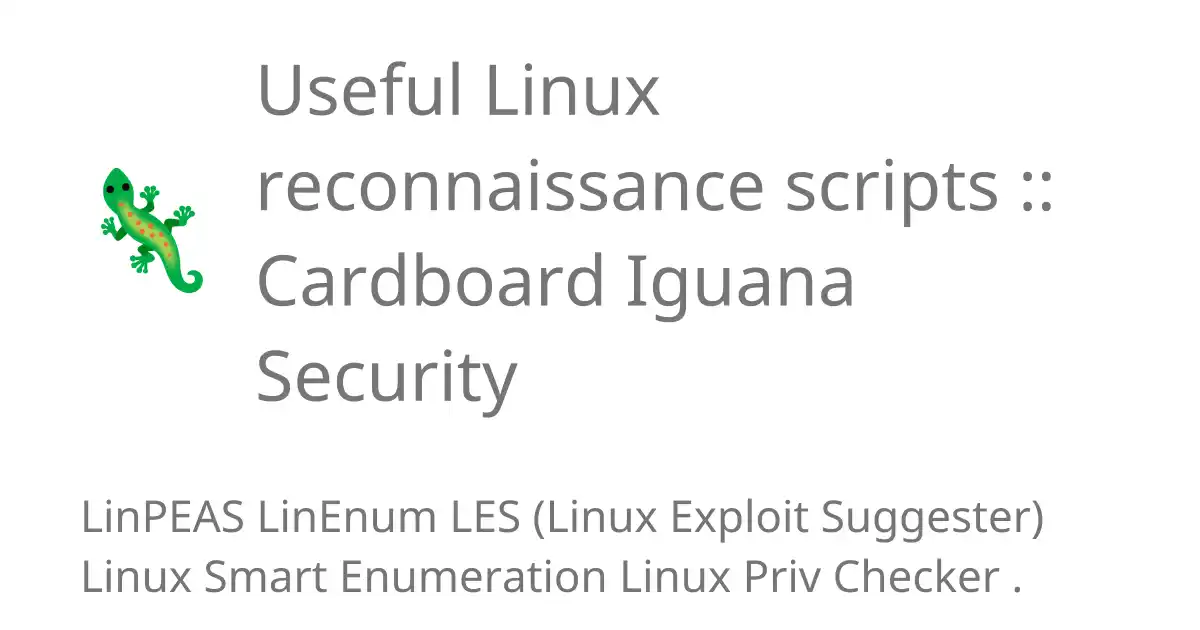 Useful Linux
reconnaissance scripts ::
Cardboard Iguana
Security
LinPEAS LinEnum LES (Linux Exploit Suggester)
Linux Smart Enumeration Linux Priv Checker .